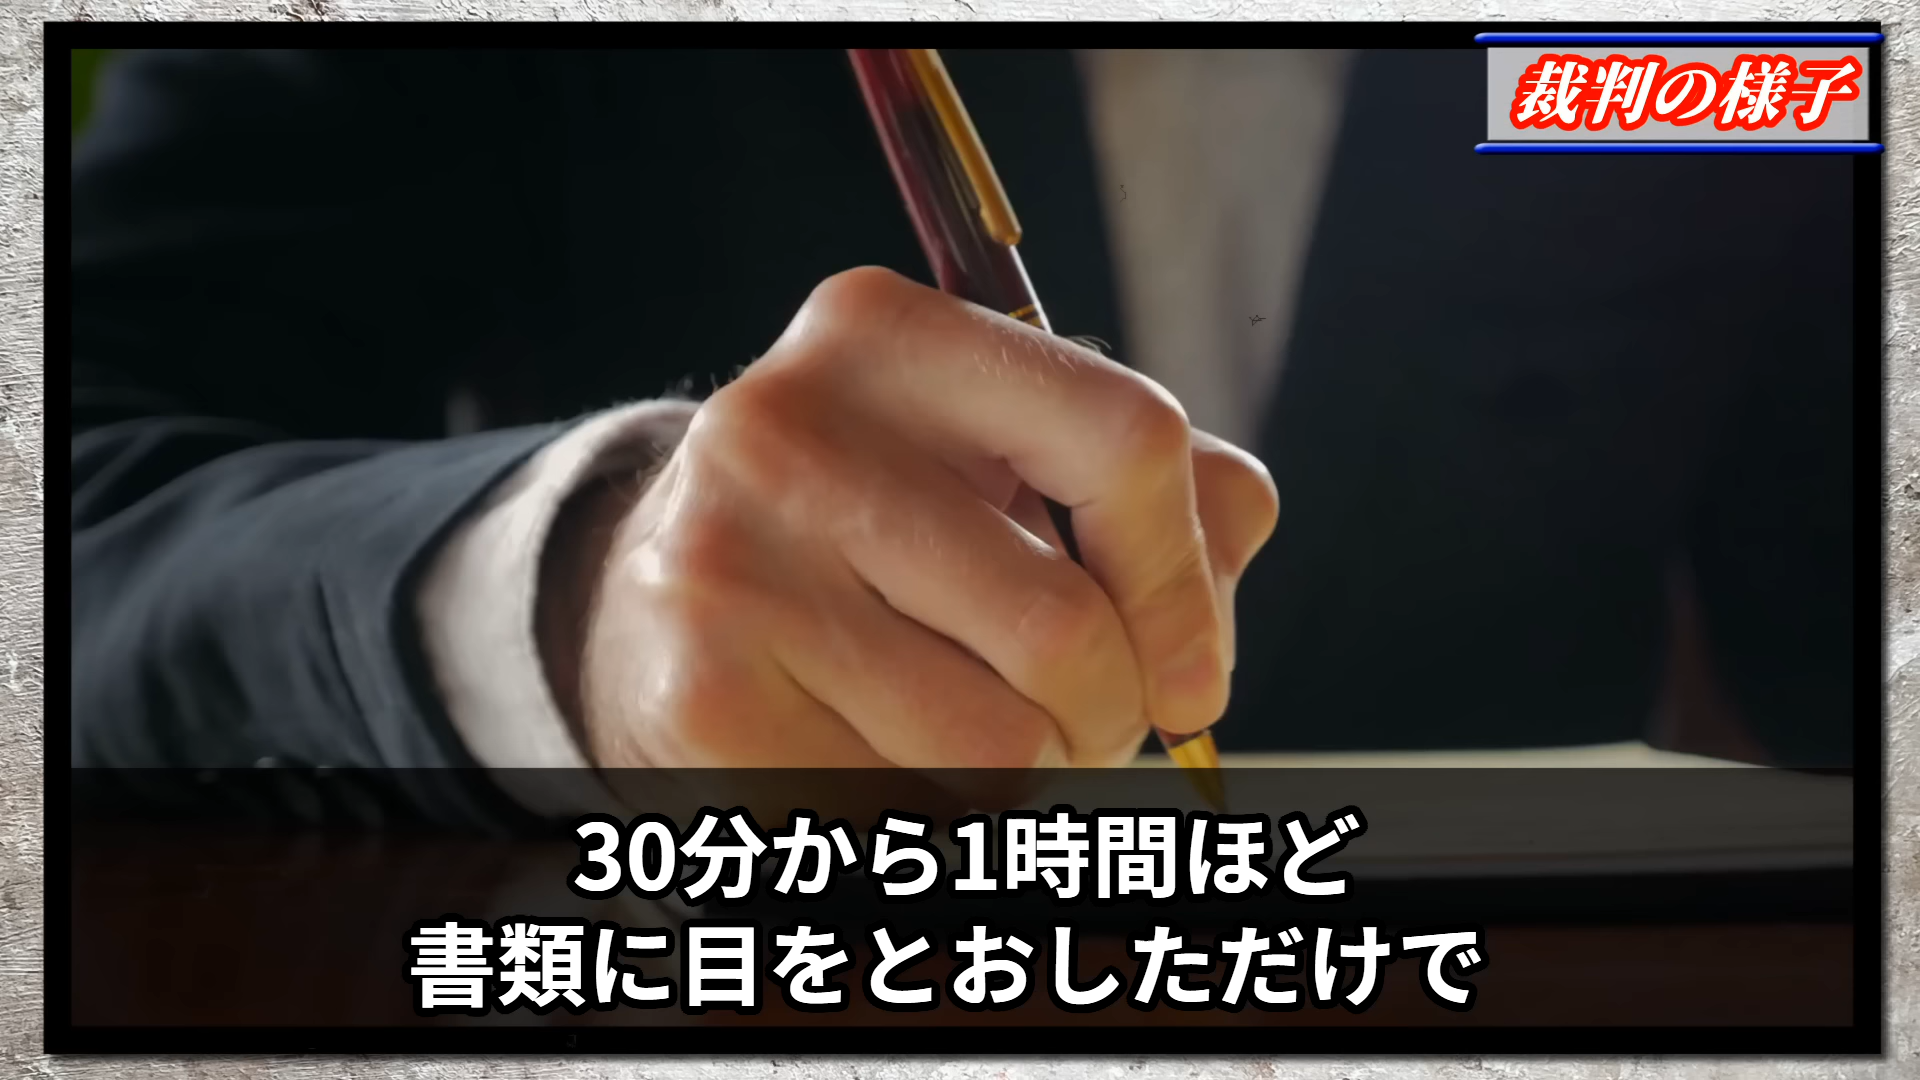 裁判の様子
30分から1時間ほど
書類に目をとおしただけで